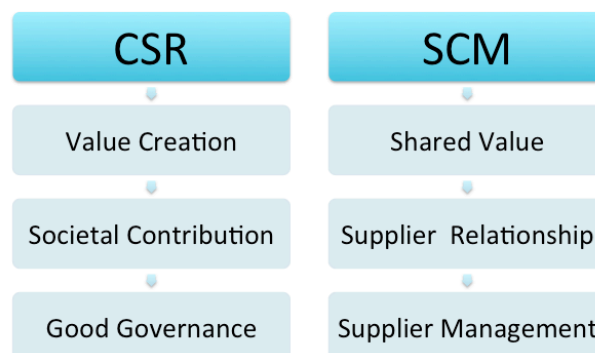 CSR
Value Creation
Societal Contribution
Good Governance
SCM
Shared Value
Supplier Relationship
Supplier Management